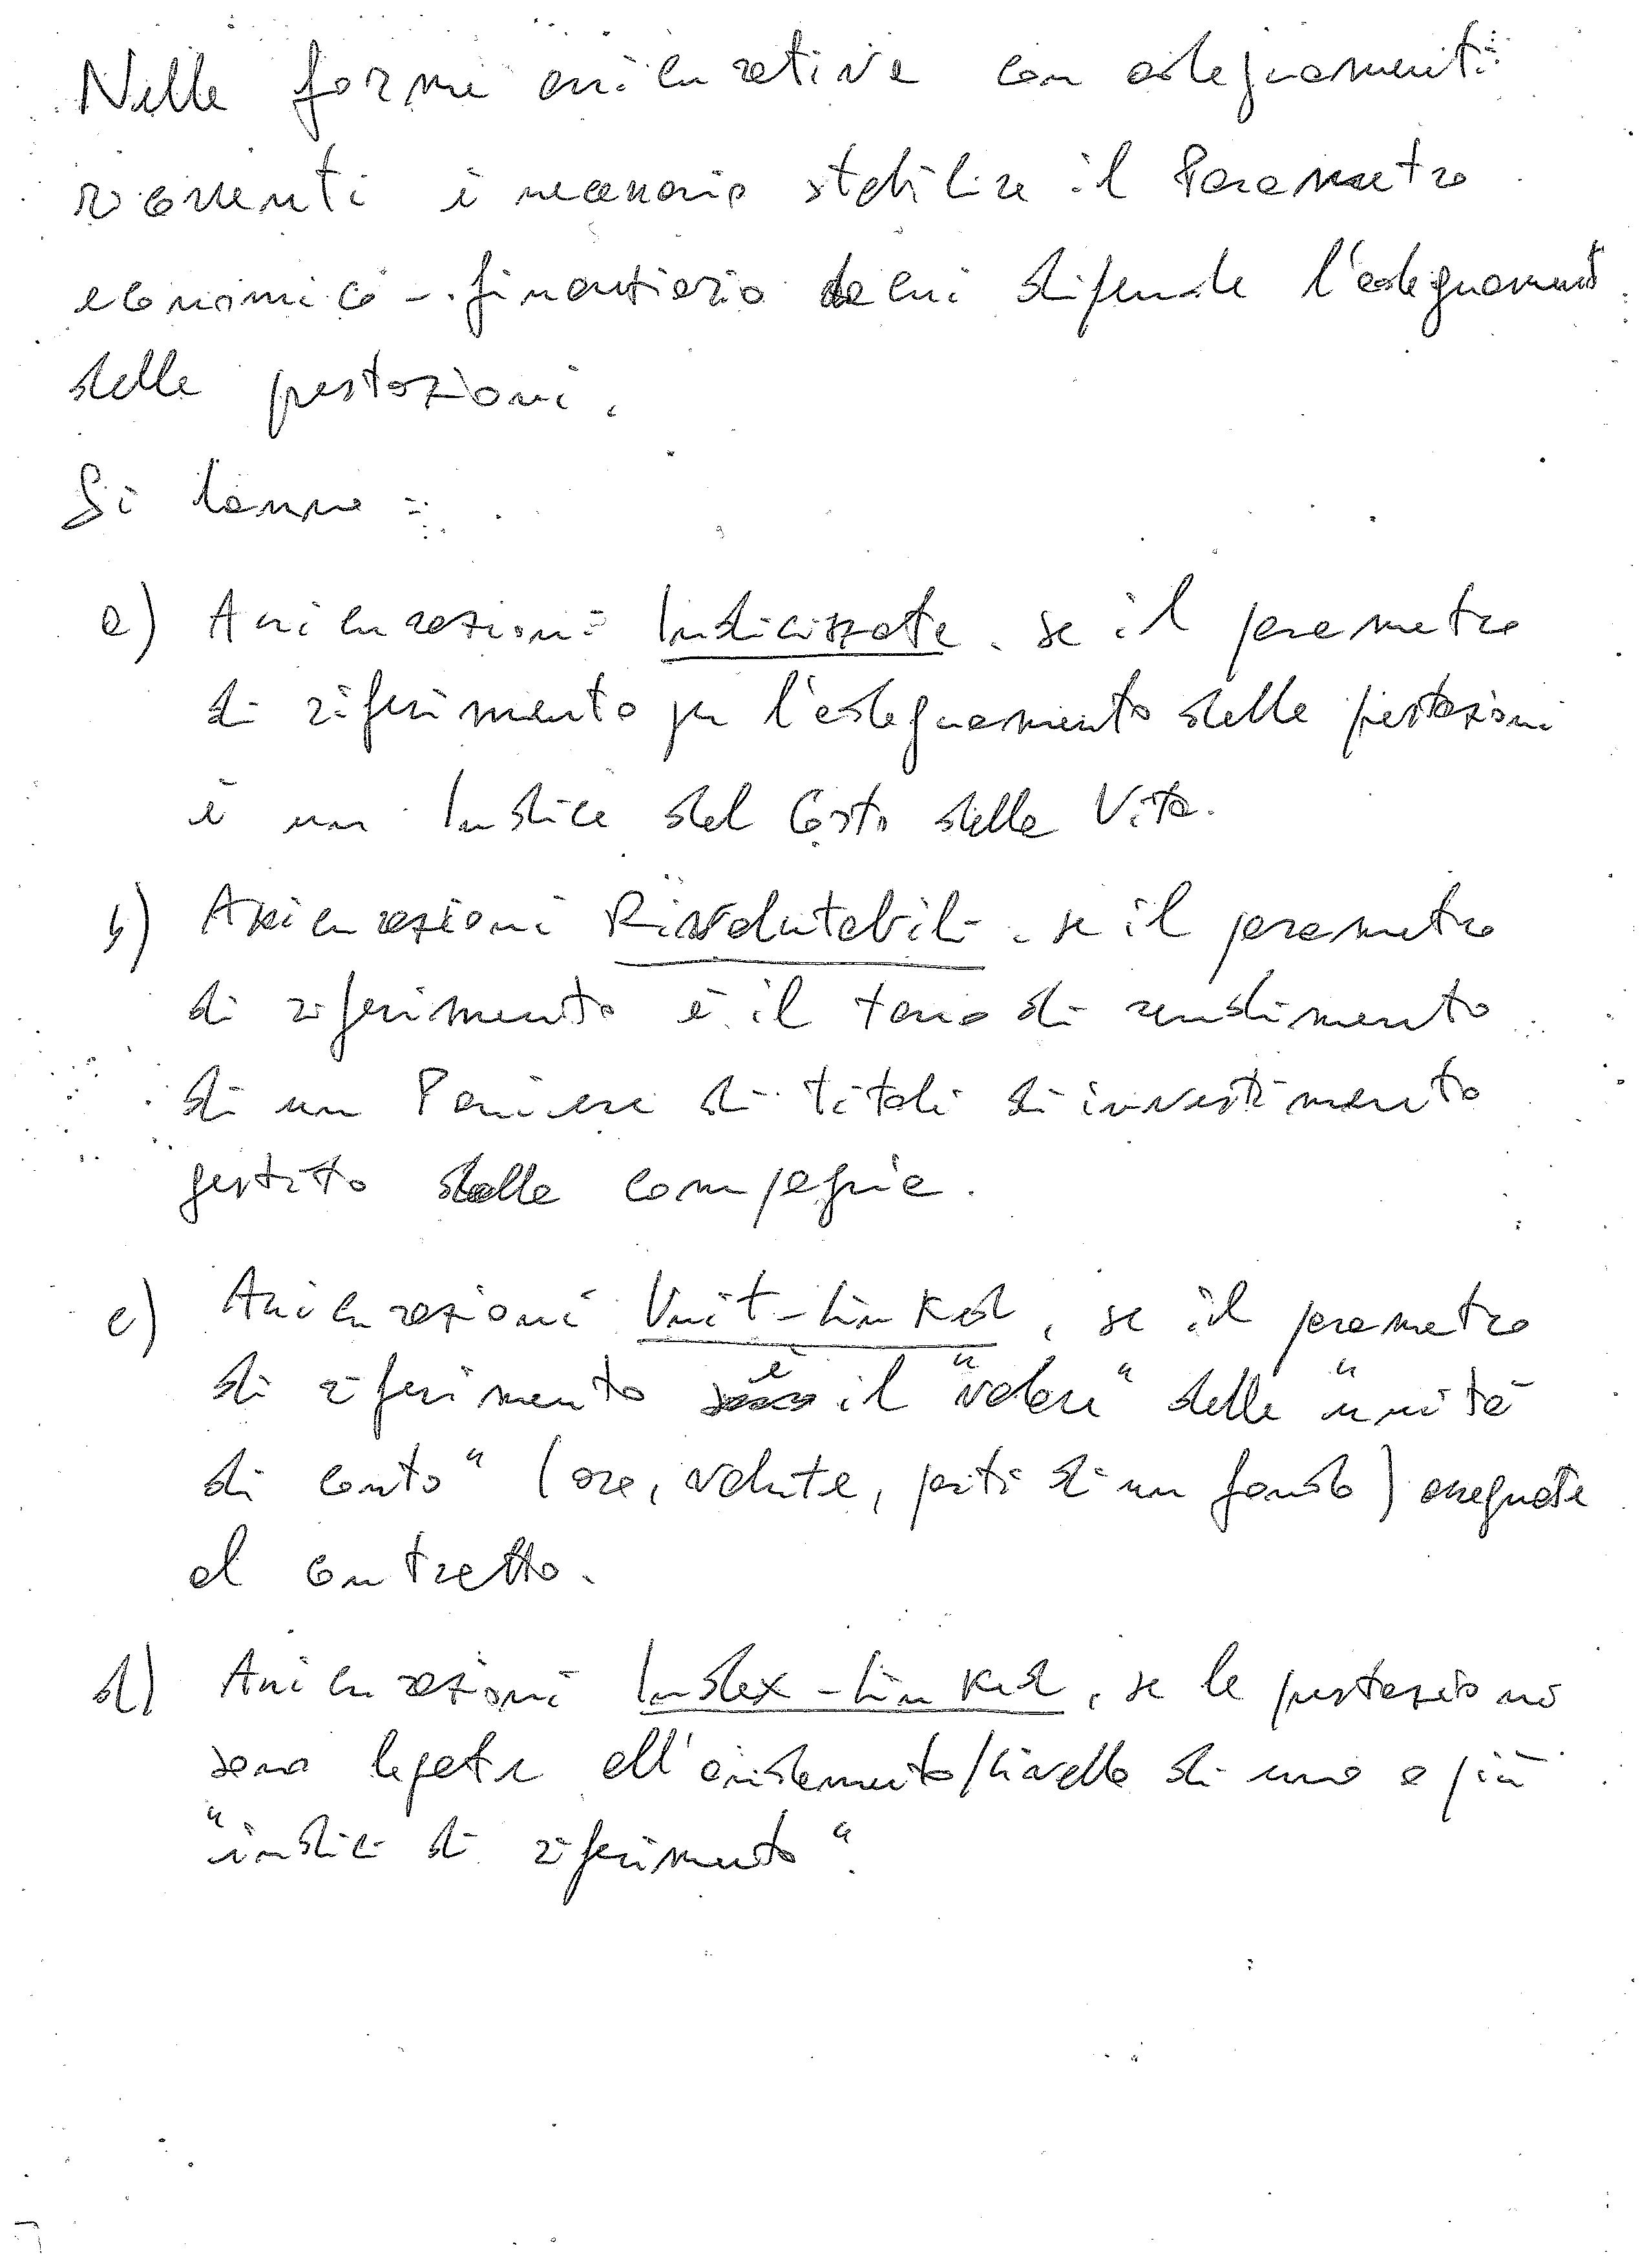 Nelle forme assicurative con adeguamenti
ricorrenti è necessario stabilire il Parametro
economico-finanziario da cui dipende l'adeguamento
delle prestazioni.
Si hanno:
a) Assicurazioni Indicizzate, se il parametro
di riferimento per l'adeguamento delle prestazioni
è un Indice del Costo della Vita.
b) Assicurazioni Rivalutabili, se il parametro
di riferimento è il tasso di rendimento
di un Paniere di titoli di investimento
gestito dalla compagnia.
c) Assicurazioni Unit-Linked, se il parametro
di riferimento è il "valore" delle "unità
di conto" (oro, valute, parti di un fondo) assegnate
al contratto.
d) Assicurazioni Index-Linked, se le prestazioni
sono legate all'andamento/livello di uno o più
"indici di riferimento".